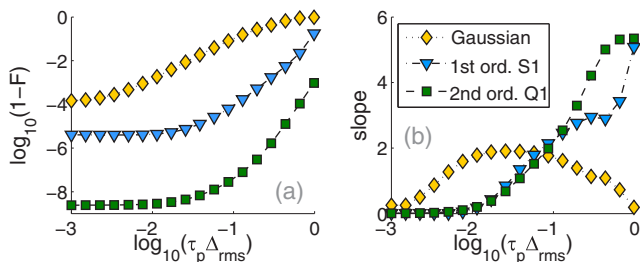 0
-2
-4
-6
-8
log10(1-F)
-3
-2
-1
0
log10(τpΔrms)
(a)
6
4
2
0
slope
Gaussian
1st ord. S1
2nd ord. Q1
(b)
-3
-2
-1
0
log10(τpΔrms)